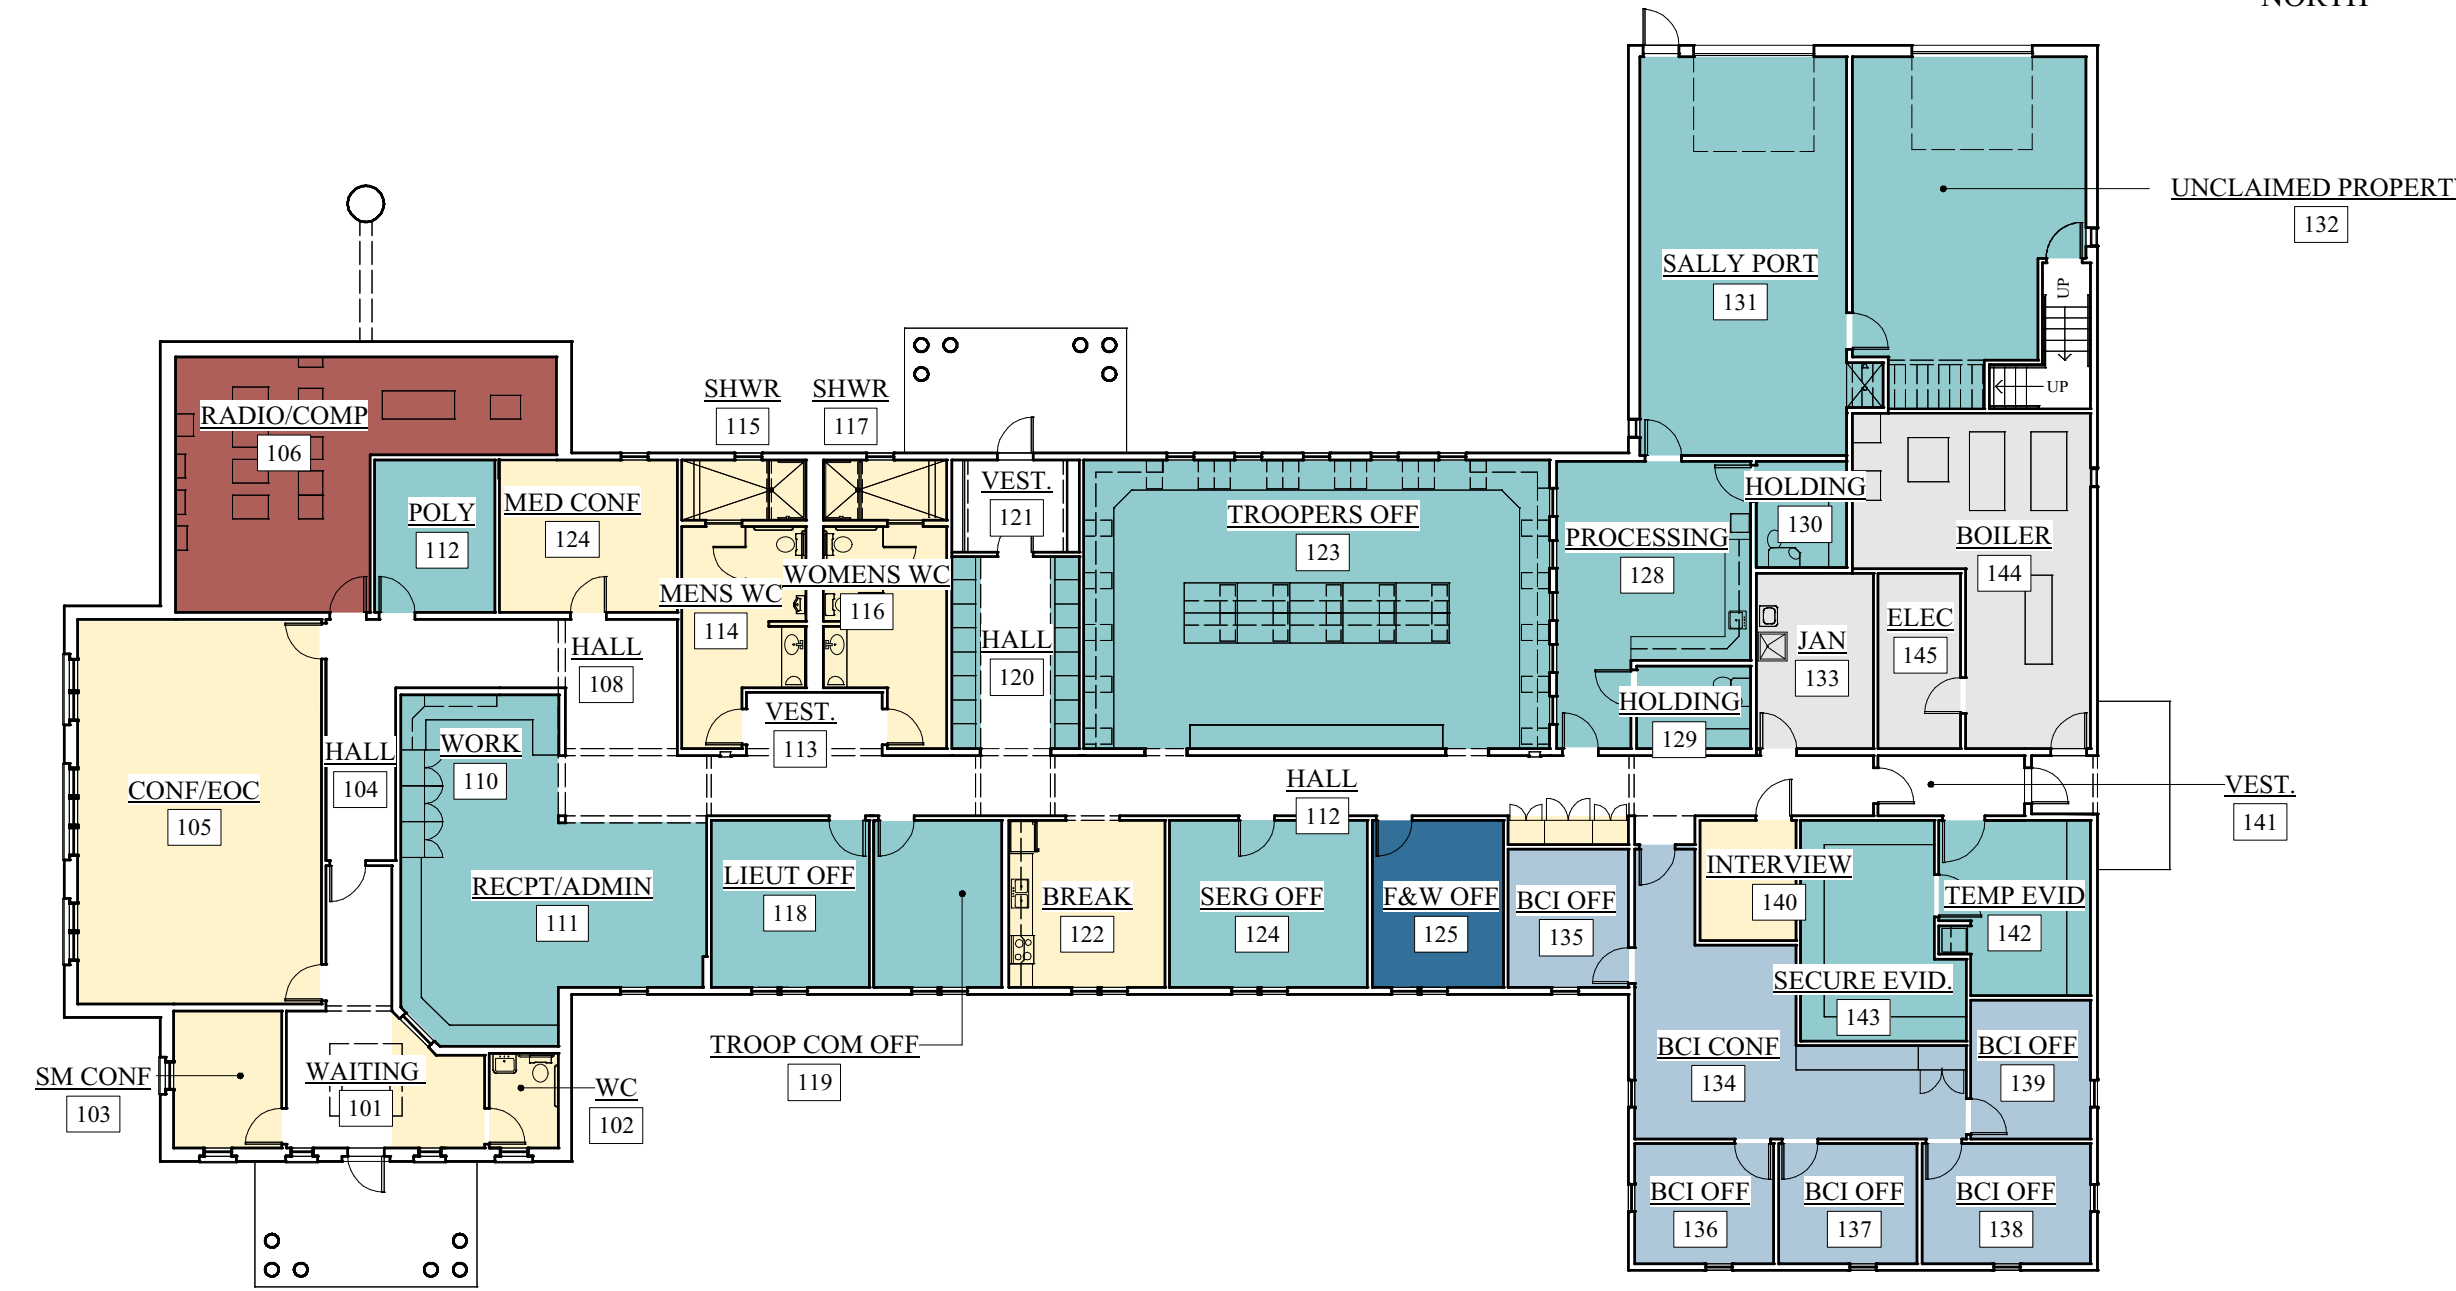 NORTH
UNCLAIMED PROPERTY
132
SALLY PORT
131
UP
UP
SHWR
115
SHWR
117
RADIO/COMP
106
POLY
112
MED CONF
124
VEST.
121
TROOPERS OFF
123
PROCESSING
128
HOLDING
130
BOILER
144
MENS WC
114
WOMENS WC
116
HALL
108
HALL
120
JAN
133
ELEC
145
HOLDING
129
VEST.
113
WORK
110
HALL
104
CONF/EOC
105
HALL
112
VEST.
141
RECPT/ADMIN
111
LIEUT OFF
118
BREAK
122
SERG OFF
124
F&W OFF
125
BCI OFF
135
INTERVIEW
140
TEMP EVID
142
SECURE EVID.
143
TROOP COM OFF
119
BCI CONF
134
BCI OFF
139
SM CONF
103
WAITING
101
WC
102
BCI OFF
136
BCI OFF
137
BCI OFF
138